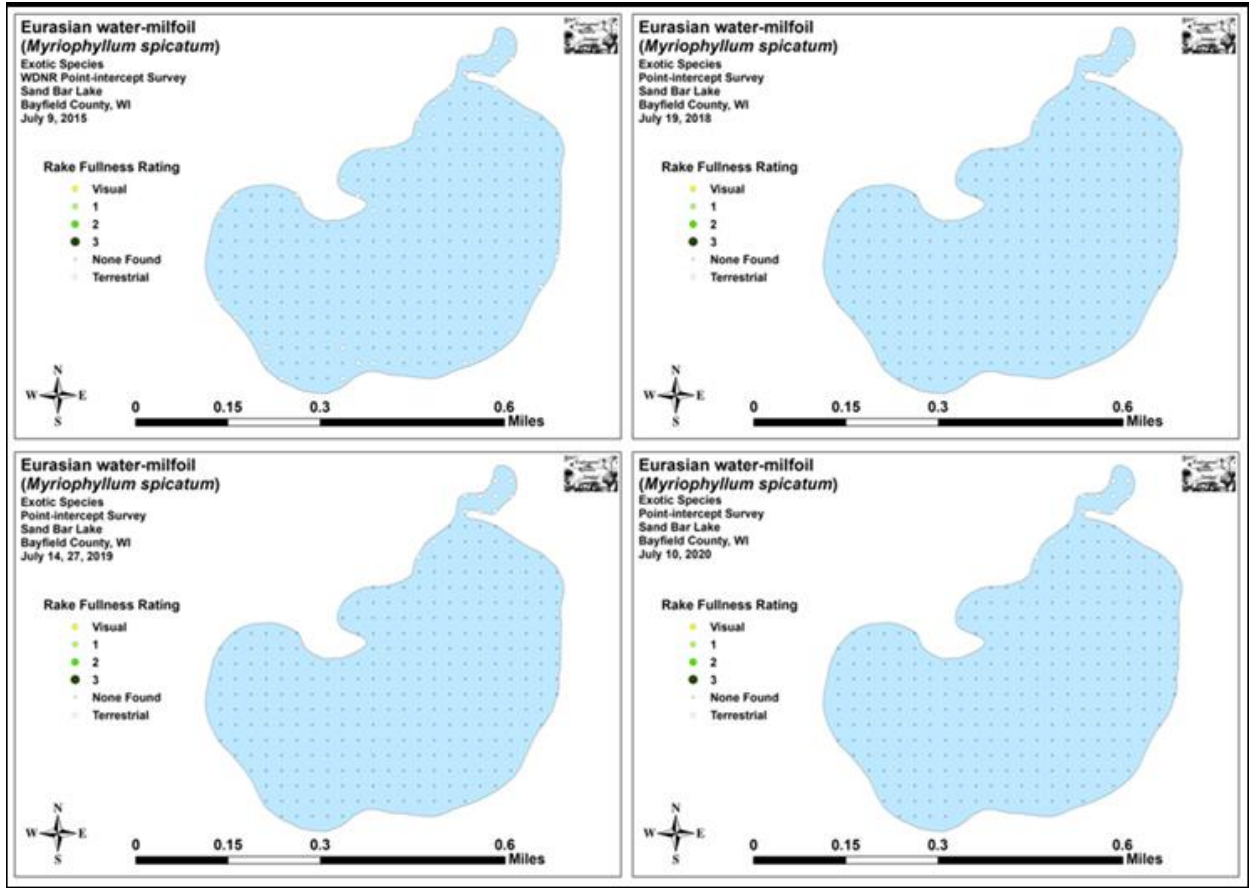 Eurasian water-milfoil
(Myriophyllum spicatum)
Exotic Species
WDNR Point-intercept Survey
Sand Bar Lake
Bayfield County, WI
July 9, 2015
Rake Fullness Rating
Visual
1
2
3
None Found
Terrestrial
N
W E
S
0 0.15 0.3 0.6
Miles
Eurasian water-milfoil
(Myriophyllum spicatum)
Exotic Species
Point-intercept Survey
Sand Bar Lake
Bayfield County, WI
July 19, 2018
Rake Fullness Rating
Visual
1
2
3
None Found
Terrestrial
N
W E
S
0 0.15 0.3 0.6
Miles
Eurasian water-milfoil
(Myriophyllum spicatum)
Exotic Species
Point-intercept Survey
Sand Bar Lake
Bayfield County, WI
July 14, 27, 2019
Rake Fullness Rating
Visual
1
2
3
None Found
Terrestrial
N
W E
S
0 0.15 0.3 0.6
Miles
Eurasian water-milfoil
(Myriophyllum spicatum)
Exotic Species
Point-intercept Survey
Sand Bar Lake
Bayfield County, WI
July 10, 2020
Rake Fullness Rating
Visual
1
2
3
None Found
Terrestrial
N
W E
S
0 0.15 0.3 0.6
Miles